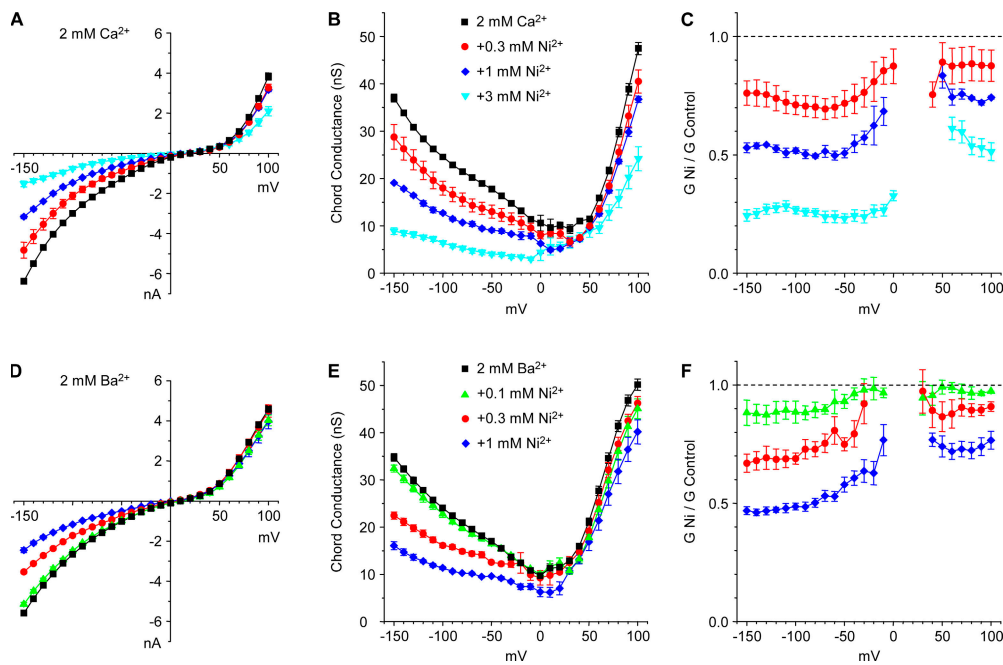 A
2 mM Ca²⁺
6
4
2
-150
100
mV
-2
-4
-6
nA
B
2 mM Ca²⁺
+0.3 mM Ni²⁺
+1 mM Ni²⁺
+3 mM Ni²⁺
Chord Conductance (nS)
50
40
30
20
10
0
-150 -100 -50 0 50 100
mV
C
G Ni / G Control
1.0
0.5
0.0
-150 -100 -50 0 50 100
mV
D
2 mM Ba²⁺
6
4
2
-150
100
mV
-2
-4
-6
nA
E
2 mM Ba²⁺
+0.1 mM Ni²⁺
+0.3 mM Ni²⁺
+1 mM Ni²⁺
Chord Conductance (nS)
50
40
30
20
10
0
-150 -100 -50 0 50 100
mV
F
G Ni / G Control
1.0
0.5
0.0
-150 -100 -50 0 50 100
mV